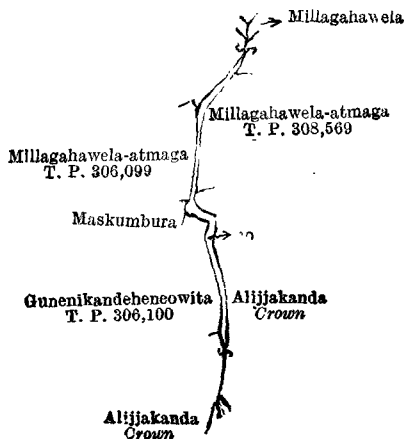 Millagahawela
Millagahawela-atmaga
T. P. 308,569
Millagahawela-atmaga
T. P. 306,099
Maskumbura
Gunenikandeheneowita
T. P. 306,100
Alijjakanda
Crown
Alijjakanda
Crown